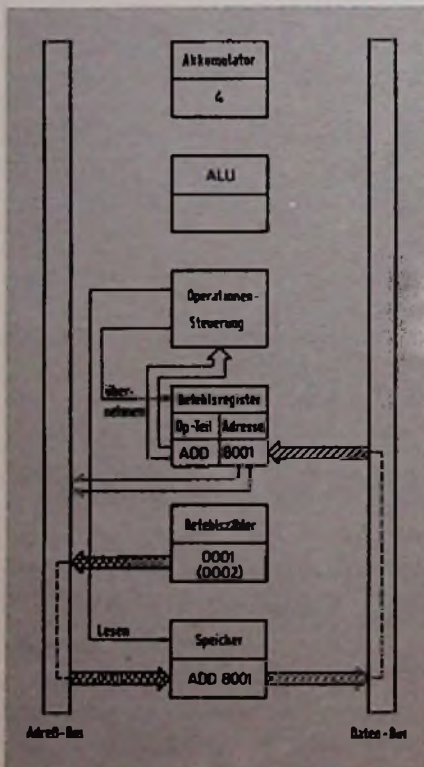 Akkumulator
4
ALU
Operationen-
Steuerung
über-
nehmen
Befehlsregister
Op-Teil Adresse
ADD 8001
Befehlszähler
0001
(0002)
Lesen
Speicher
ADD 8001
Adreß-Bus
Daten-Bus